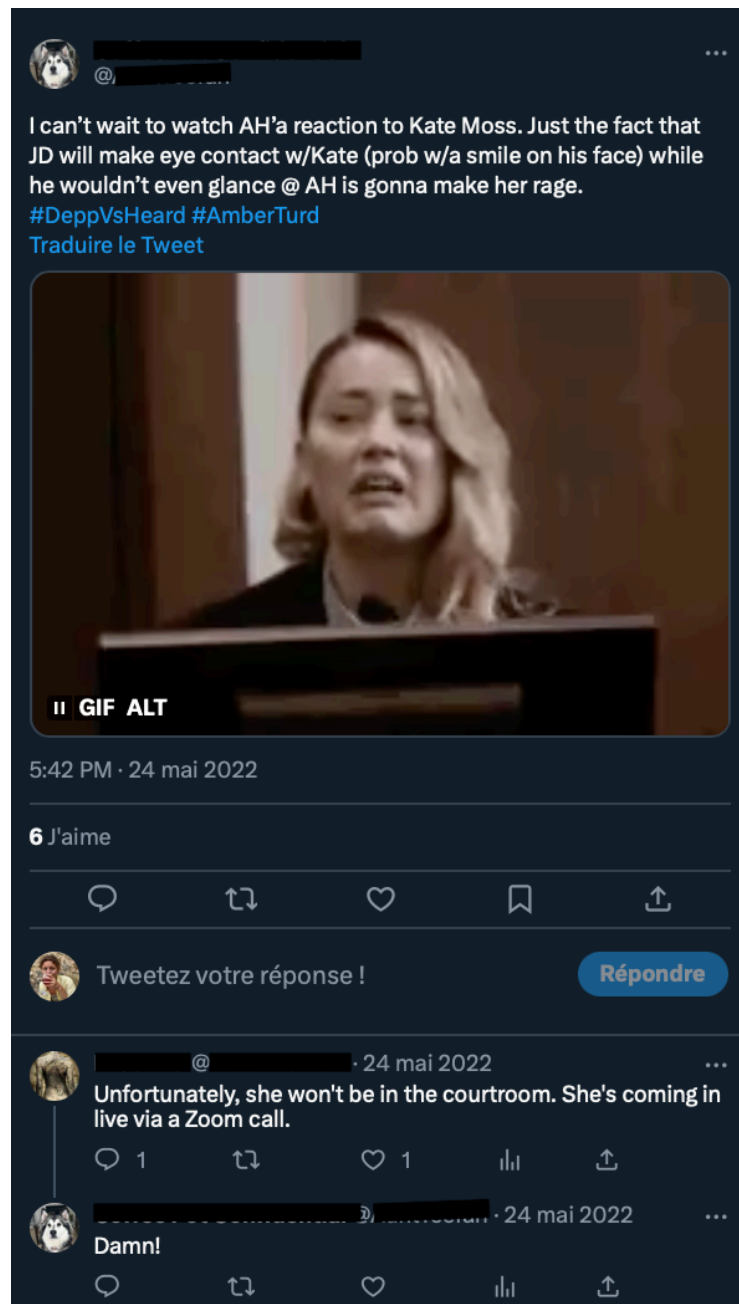 @
I can't wait to watch AH'a reaction to Kate Moss. Just the fact that
JD will make eye contact w/Kate (prob w/a smile on his face) while
he wouldn't even glance @ AH is gonna make her rage.
#DeppVsHeard #AmberTurd
Traduire le Tweet
GIF ALT
5:42 PM · 24 mai 2022
6 J'aime
Tweetez votre réponse !
Répondre
@ · 24 mai 2022
Unfortunately, she won't be in the courtroom. She's coming in
live via a Zoom call.
1 1
@ · 24 mai 2022
Damn!